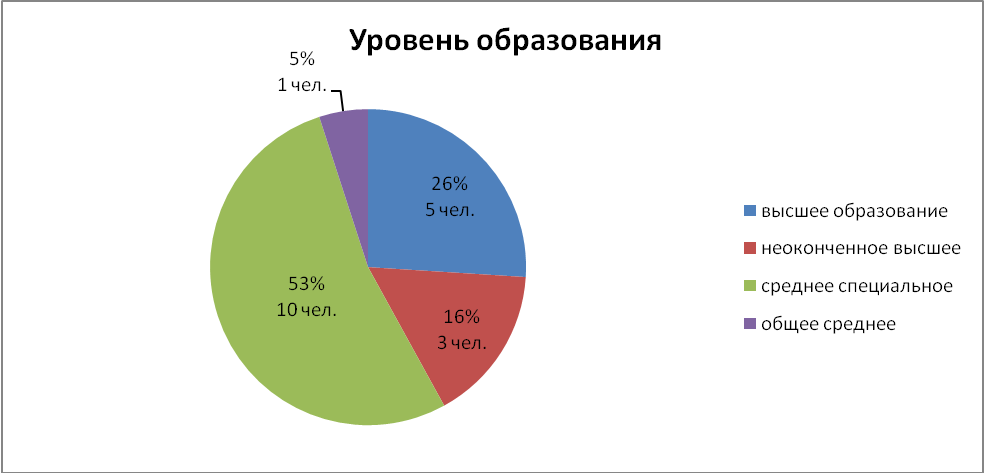 Уровень образования
5%
1 чел.
26%
5 чел.
53%
10 чел.
16%
3 чел.
высшее образование
неоконченное высшее
среднее специальное
общее среднее